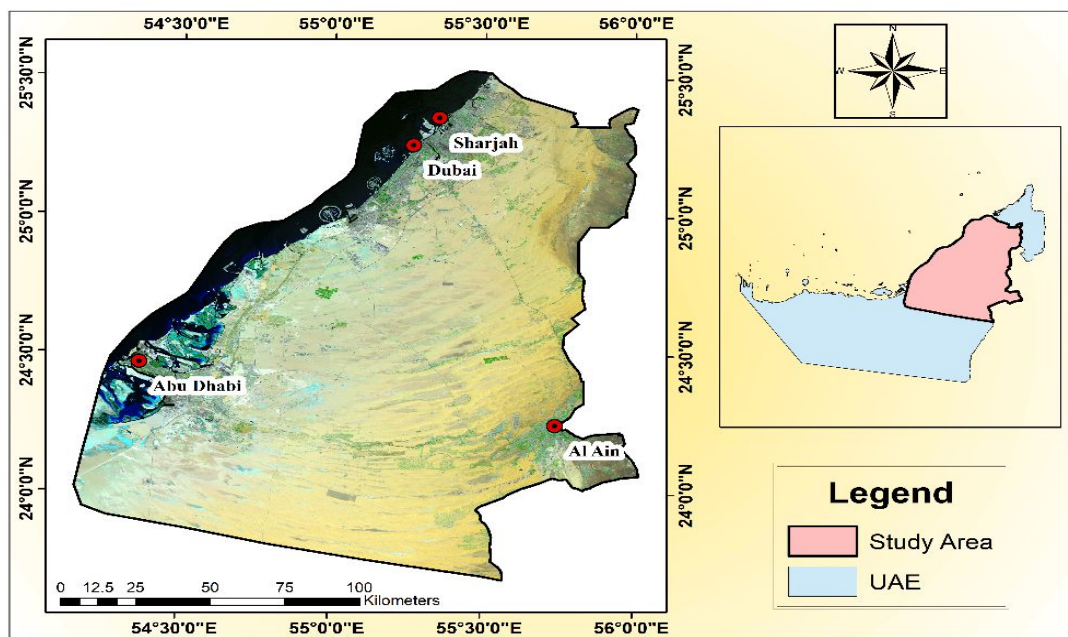 54°30'0"E 55°0'0"E 55°30'0"E 56°0'0"E
25°30'0"N
25°0'0"N
24°30'0"N
24°0'0"N
Sharjah
Dubai
Abu Dhabi
Al Ain
0 12.5 25 50 75 100
Kilometers
54°30'0"E 55°0'0"E 55°30'0"E 56°0'0"E
25°30'0"N
25°0'0"N
24°30'0"N
24°0'0"N
N
W E
S
Legend
Study Area
UAE